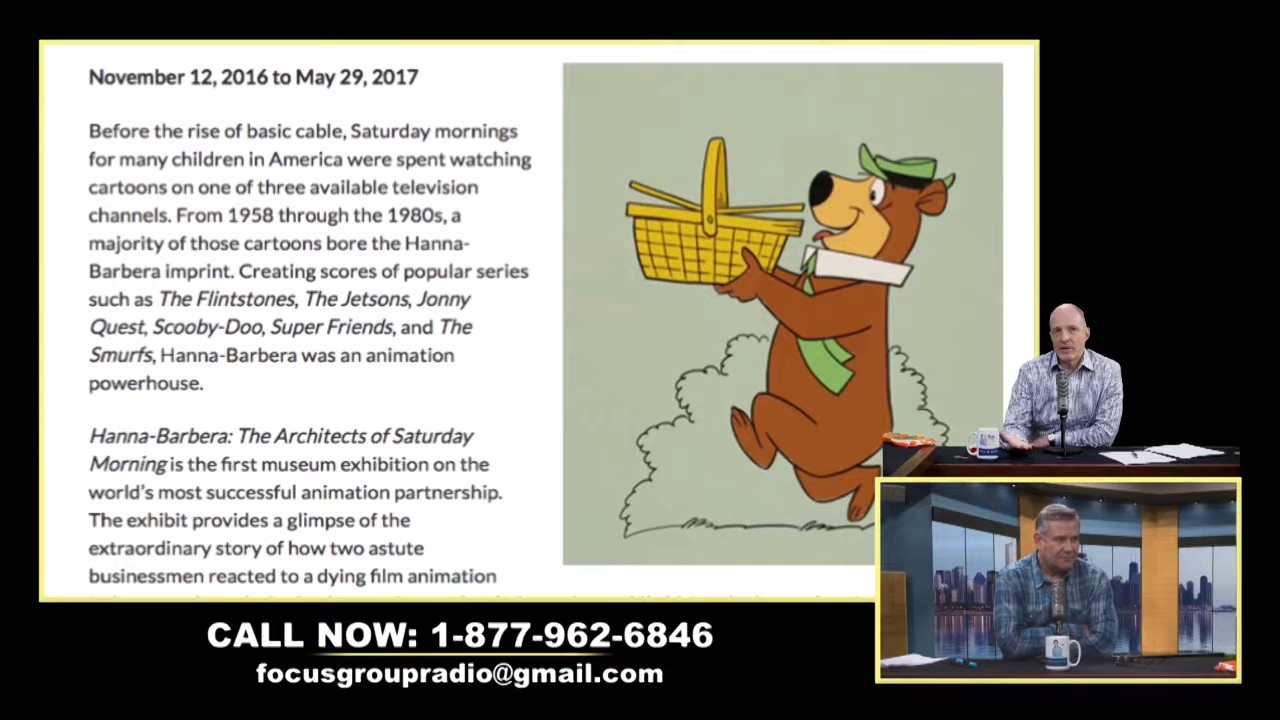 November 12, 2016 to May 29, 2017
Before the rise of basic cable, Saturday mornings
for many children in America were spent watching
cartoons on one of three available television
channels. From 1958 through the 1980s, a
majority of those cartoons bore the Hanna-
Barbera imprint. Creating scores of popular series
such as The Flintstones, The Jetsons, Jonny
Quest, Scooby-Doo, Super Friends, and The
Smurfs, Hanna-Barbera was an animation
powerhouse.
Hanna-Barbera: The Architects of Saturday
Morning is the first museum exhibition on the
world's most successful animation partnership.
The exhibit provides a glimpse of the
extraordinary story of how two astute
businessmen reacted to a dying film animation
CALL NOW: 1-877-962-6846
focusgroupradio@gmail.com